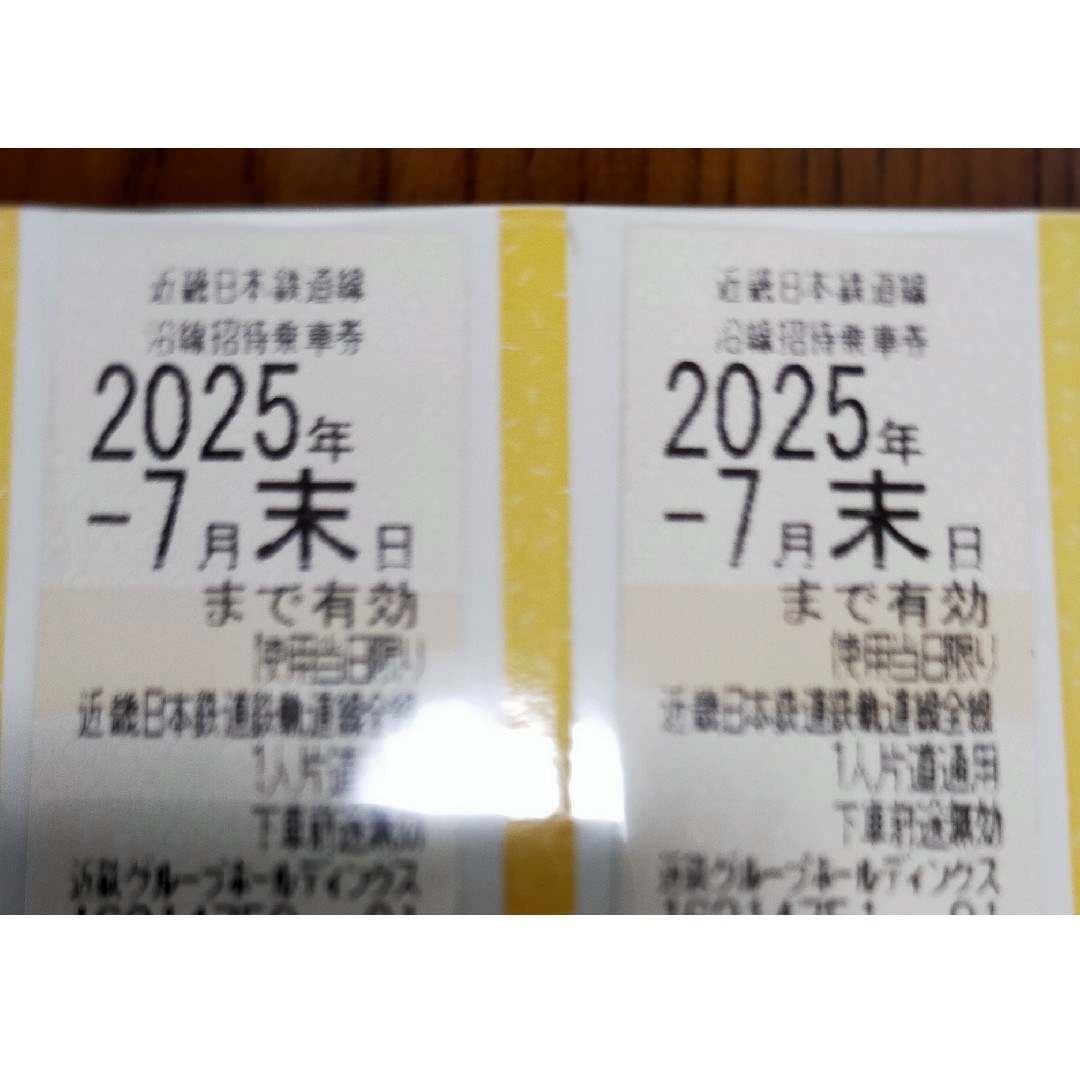 近畿日本鉄道線
沿線招待乗車券
2025年
-7月末日
まで有効
使用当日限り
近畿日本鉄道鉄軌道線全線
1人片道
下車前途無効
近鉄グループホールディングス
近畿日本鉄道線
沿線招待乗車券
2025年
-7月末日
まで有効
使用当日限り
近畿日本鉄道鉄軌道線全線
1人片道通用
下車前途無効
近鉄グループホールディングス